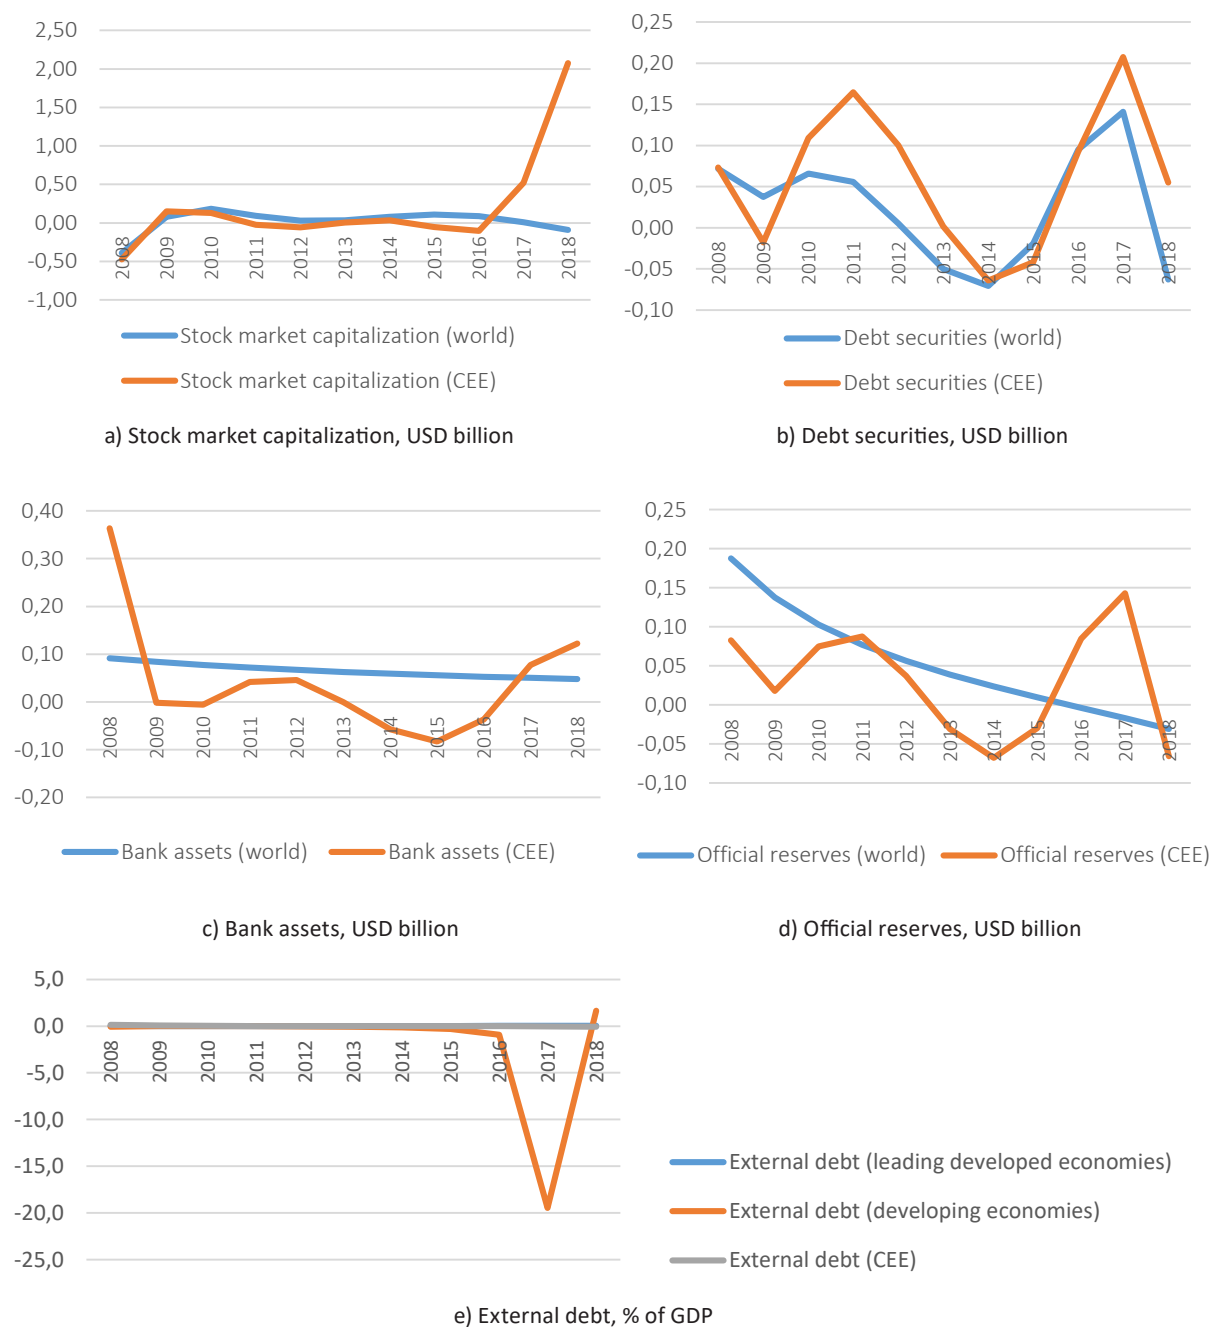 2,50
2,00
1,50
1,00
0,50
0,00
-0,50
-1,00
2008 2009 2010 2011 2012 2013 2014 2015 2016 2017 2018
Stock market capitalization (world)
Stock market capitalization (CEE)
a) Stock market capitalization, USD billion
0,25
0,20
0,15
0,10
0,05
0,00
-0,05
-0,10
2008 2009 2010 2011 2012 2013 2014 2015 2016 2017 2018
Debt securities (world)
Debt securities (CEE)
b) Debt securities, USD billion
0,40
0,30
0,20
0,10
0,00
-0,10
-0,20
2008 2009 2010 2011 2012 2013 2014 2015 2016 2017 2018
Bank assets (world) Bank assets (CEE)
c) Bank assets, USD billion
0,25
0,20
0,15
0,10
0,05
0,00
-0,05
-0,10
2008 2009 2010 2011 2012 2013 2014 2015 2016 2017 2018
Official reserves (world) Official reserves (CEE)
d) Official reserves, USD billion
5,0
0,0
-5,0
-10,0
-15,0
-20,0
-25,0
2008 2009 2010 2011 2012 2013 2014 2015 2016 2017 2018
External debt (leading developed economies)
External debt (developing economies)
External debt (CEE)
e) External debt, % of GDP